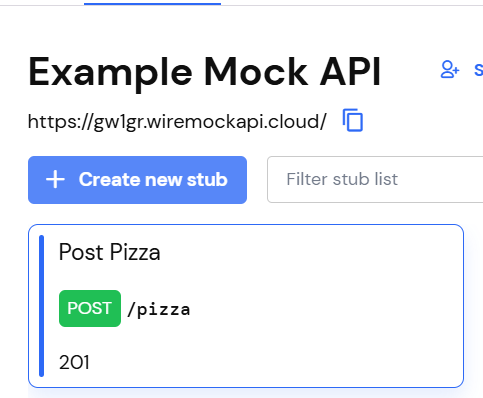 Example Mock API
S
https://gw1gr.wiremockapi.cloud/
Create new stub
Filter stub list
Post Pizza
POST /pizza
201